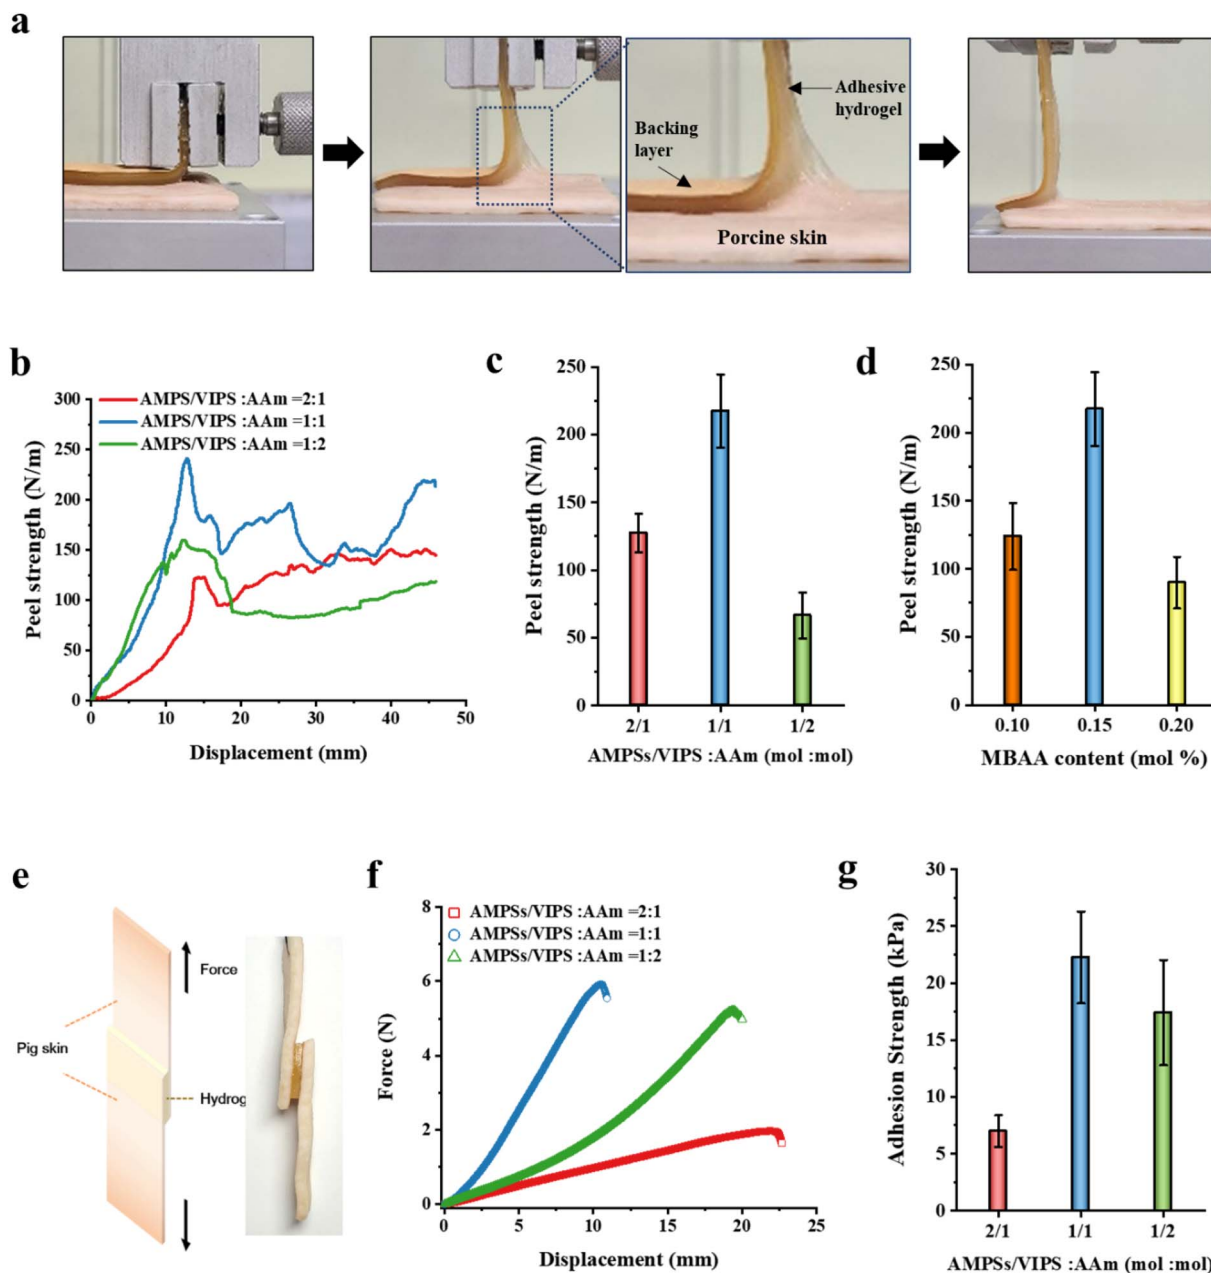 a
Adhesive
hydrogel
Backing
layer
Porcine skin
b
300
250
200
150
100
50
0
AMPS/VIPS :AAm =2:1
AMPS/VIPS :AAm =1:1
AMPS/VIPS :AAm =1:2
Peel strength (N/m)
0 10 20 30 40 50
Displacement (mm)
c
250
200
150
100
50
0
Peel strength (N/m)
2/1 1/1 1/2
AMPSs/VIPS :AAm (mol :mol)
d
250
200
150
100
50
0
Peel strength (N/m)
0.10 0.15 0.20
MBAA content (mol %)
e
Force
Pig skin
Hydrog
f
8
6
4
2
0
AMPSs/VIPS :AAm =2:1
AMPSs/VIPS :AAm =1:1
AMPSs/VIPS :AAm =1:2
Force (N)
0 5 10 15 20 25
Displacement (mm)
g
30
25
20
15
10
5
0
Adhesion Strength (kPa)
2/1 1/1 1/2
AMPSs/VIPS :AAm (mol :mol)